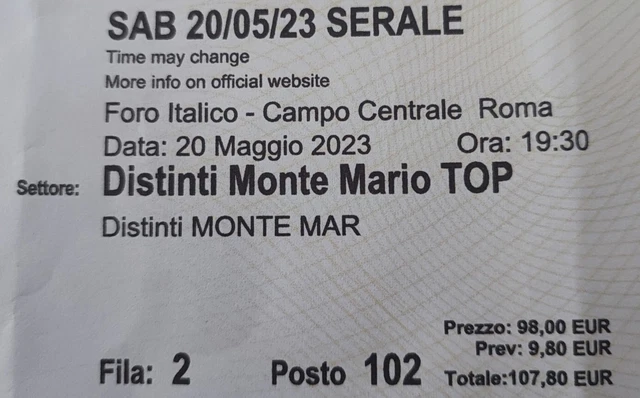 SAB 20/05/23 SERALE
Time may change
More info on official website
Foro Italico - Campo Centrale Roma
Data: 20 Maggio 2023 Ora: 19:30
Settore: Distinti Monte Mario TOP
Distinti MONTE MAR
Prezzo: 98,00 EUR
Prev: 9,80 EUR
Fila: 2 Posto 102 Totale:107,80 EUR